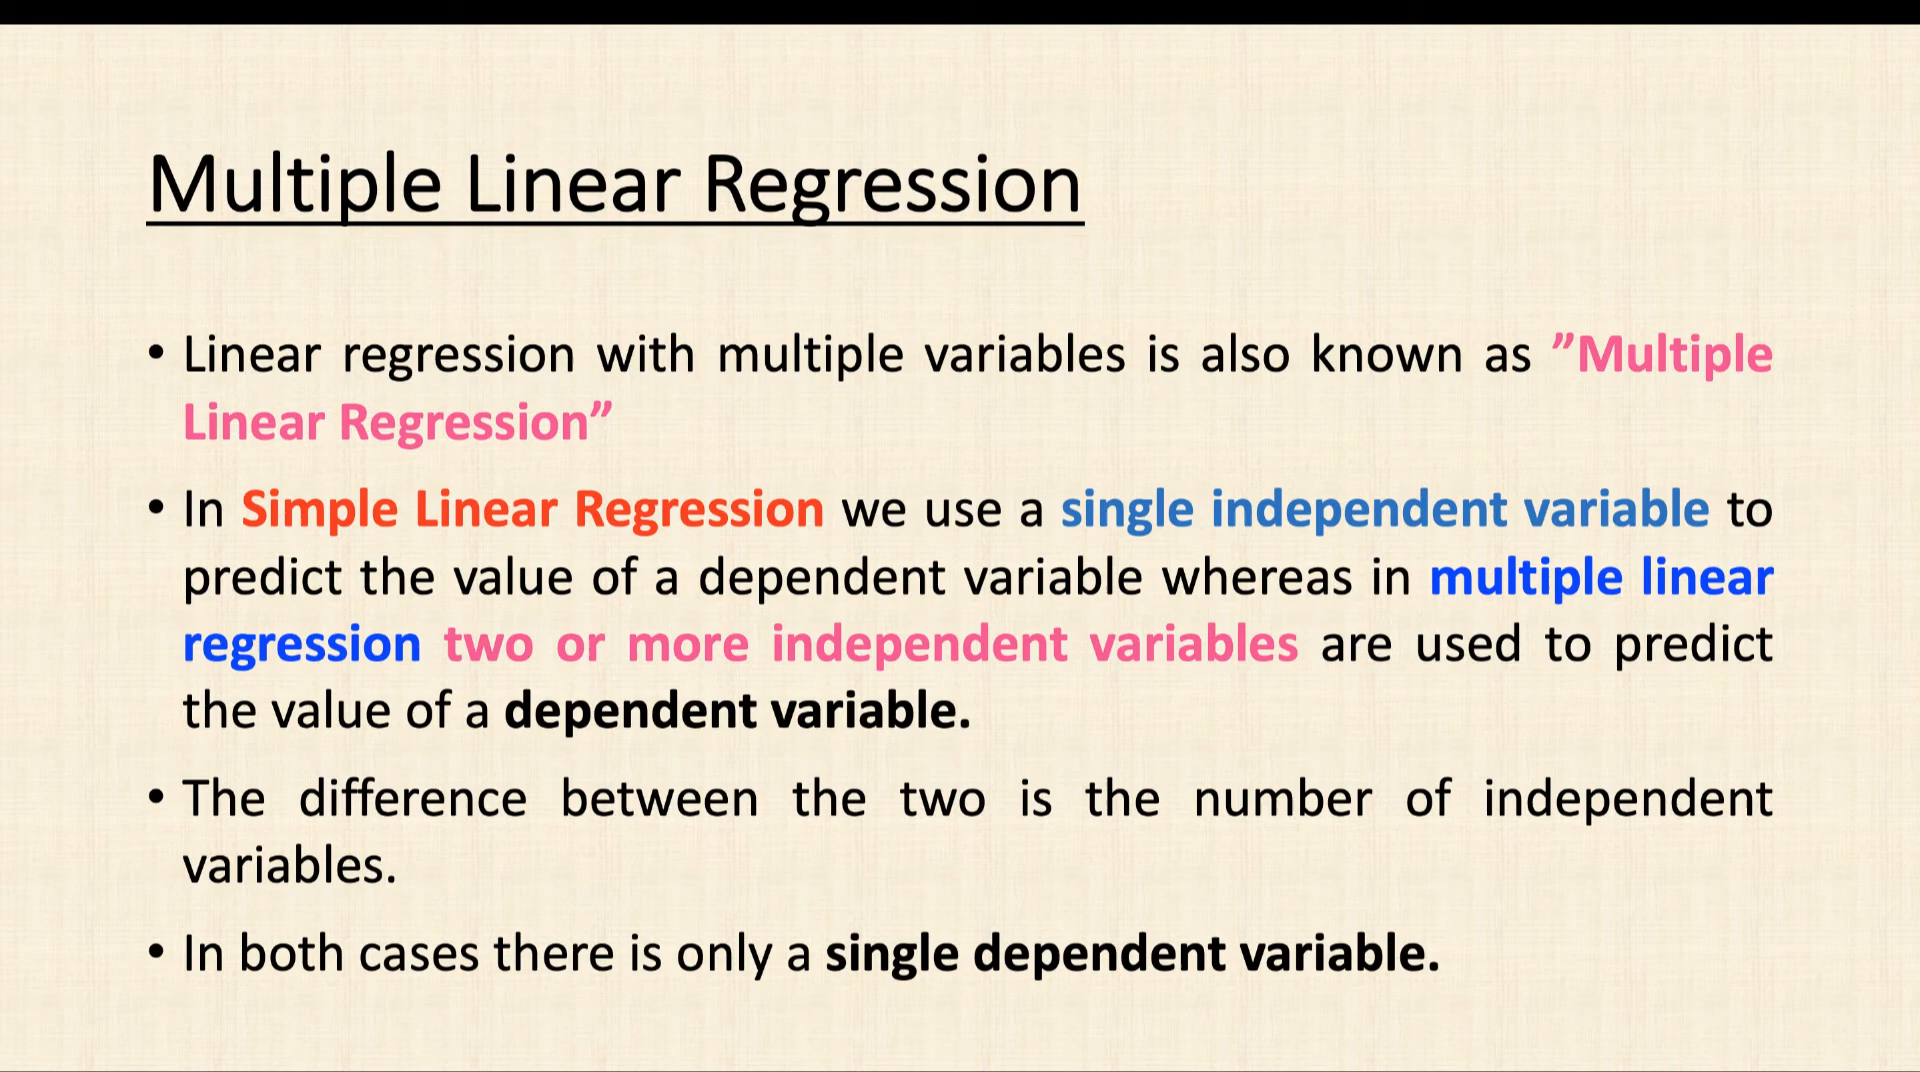 Multiple Linear Regression
• Linear regression with multiple variables is also known as ”Multiple
Linear Regression”
• In Simple Linear Regression we use a single independent variable to
predict the value of a dependent variable whereas in multiple linear
regression two or more independent variables are used to predict
the value of a dependent variable.
• The difference between the two is the number of independent
variables.
• In both cases there is only a single dependent variable.